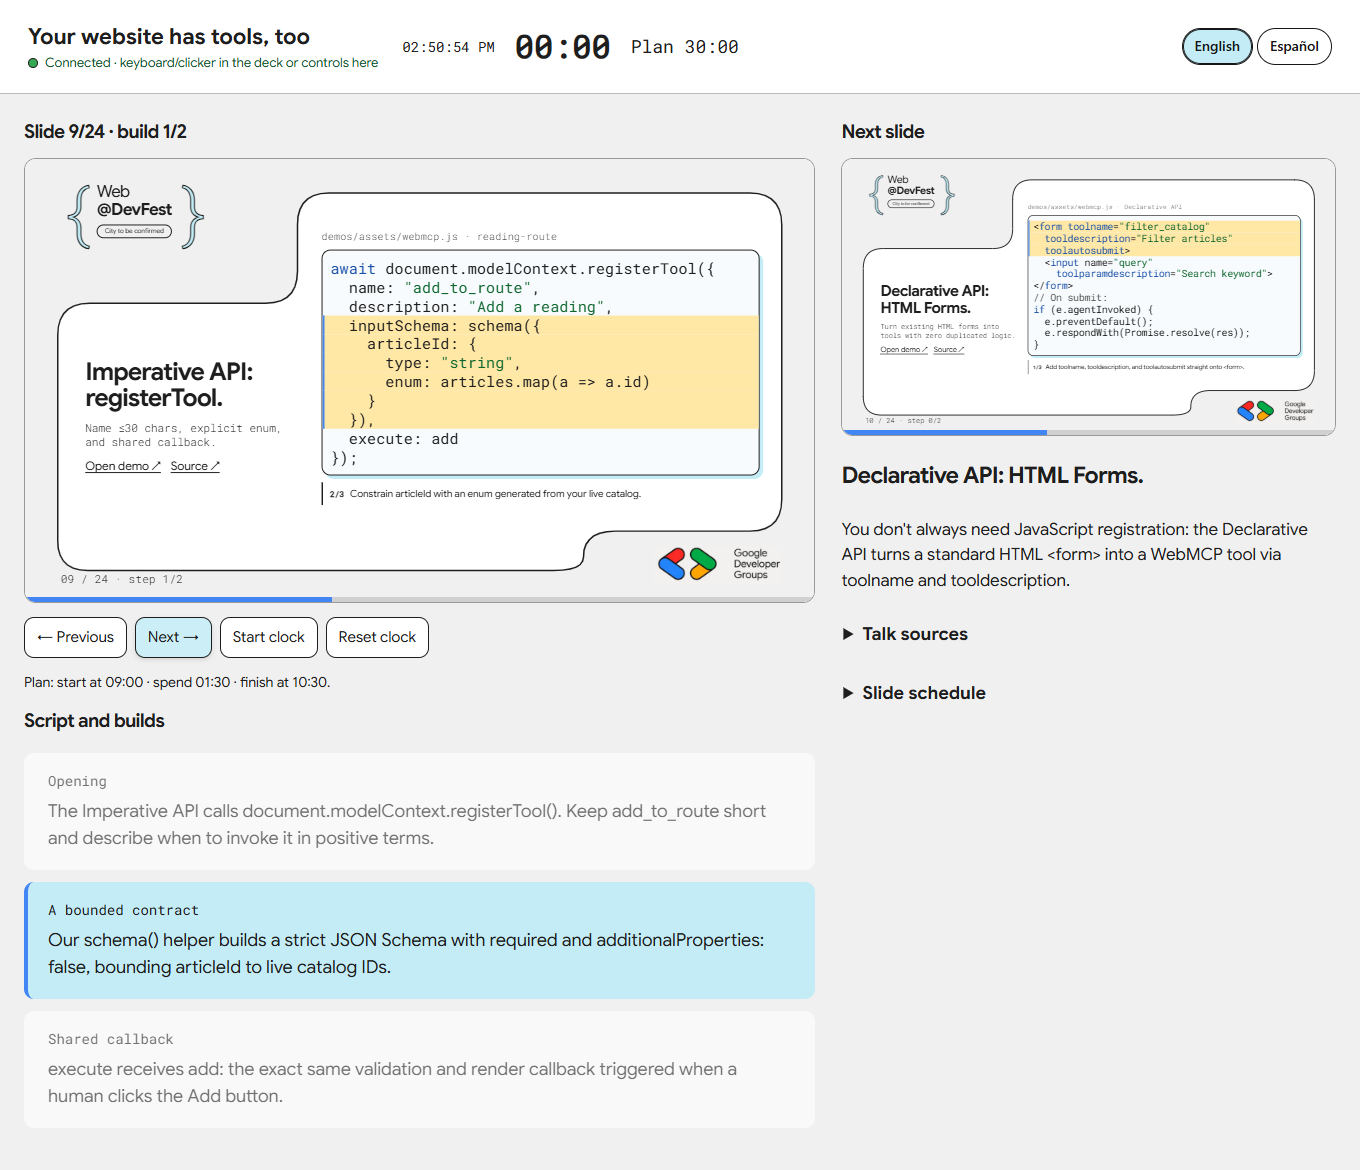 Your website has tools, too
Connected · keyboard/clicker in the deck or controls here
02:50:54 PM
00:00
Plan 30:00
English
Español
Slide 9/24 · build 1/2
Web
@DevFest
City to be confirmed
demos/assets/webmcp.js · reading-route
await document.modelContext.registerTool({
name: "add_to_route",
description: "Add a reading",
inputSchema: schema({
articleId: {
type: "string",
enum: articles.map(a => a.id)
}
}),
execute: add
});
Imperative API:
registerTool.
Name ≤30 chars, explicit enum,
and shared callback.
Open demo ↗ Source ↗
2/3 Constrain articleId with an enum generated from your live catalog.
Google
Developer
Groups
09 / 24 · step 1/2
← Previous
Next →
Start clock
Reset clock
Plan: start at 09:00 · spend 01:30 · finish at 10:30.
Script and builds
Opening
The Imperative API calls document.modelContext.registerTool(). Keep add_to_route short
and describe when to invoke it in positive terms.
A bounded contract
Our schema() helper builds a strict JSON Schema with required and additionalProperties:
false, bounding articleId to live catalog IDs.
Shared callback
execute receives add: the exact same validation and render callback triggered when a
human clicks the Add button.
Next slide
Web
@DevFest
City to be confirmed
demos/assets/webmcp.js · Declarative API
<form toolname="filter_catalog"
tooldescription="Filter articles"
toolautosubmit>
<input name="query"
toolparamdescription="Search keyword">
</form>
// On submit:
if (e.agentInvoked) {
e.preventDefault();
e.respondWith(Promise.resolve(res));
}
Declarative API:
HTML Forms.
Turn existing HTML forms into
tools with zero duplicated logic.
Open demo ↗ Source ↗
1/3 Add toolname, tooldescription, and toolautosubmit straight onto <form>.
Google
Developer
Groups
10 / 24 · step 0/2
Declarative API: HTML Forms.
You don't always need JavaScript registration: the Declarative
API turns a standard HTML <form> into a WebMCP tool via
toolname and tooldescription.
Talk sources
Slide schedule